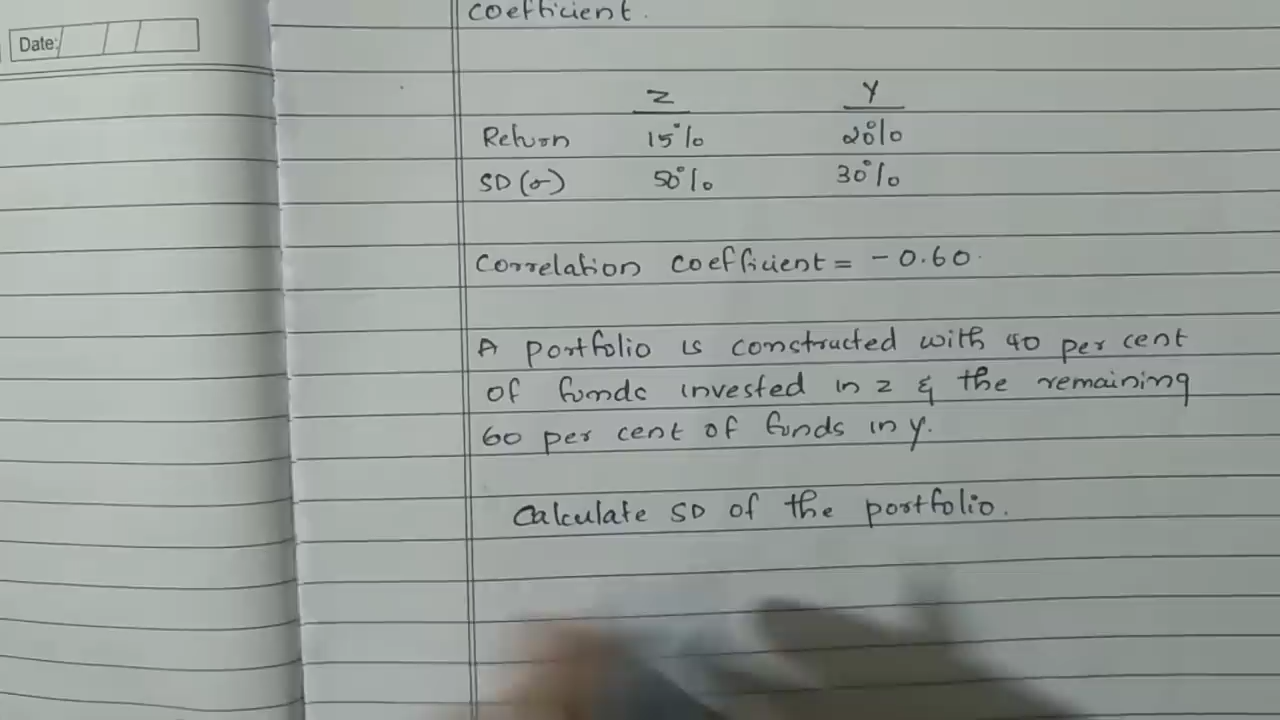 coefficient.
Date:
Z Y
Return 15% 20%
SD (σ) 50% 30%
Correlation coefficient = -0.60.
A portfolio is constructed with 40 per cent
of funds invested in z & the remaining
60 per cent of funds in y.
Calculate SD of the portfolio.